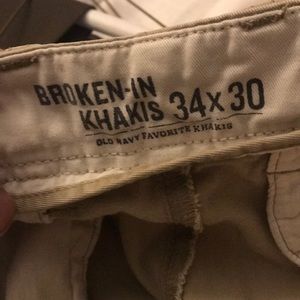 BROKEN-IN
KHAKIS 34x30
OLD NAVY FAVORITE KHAKIS